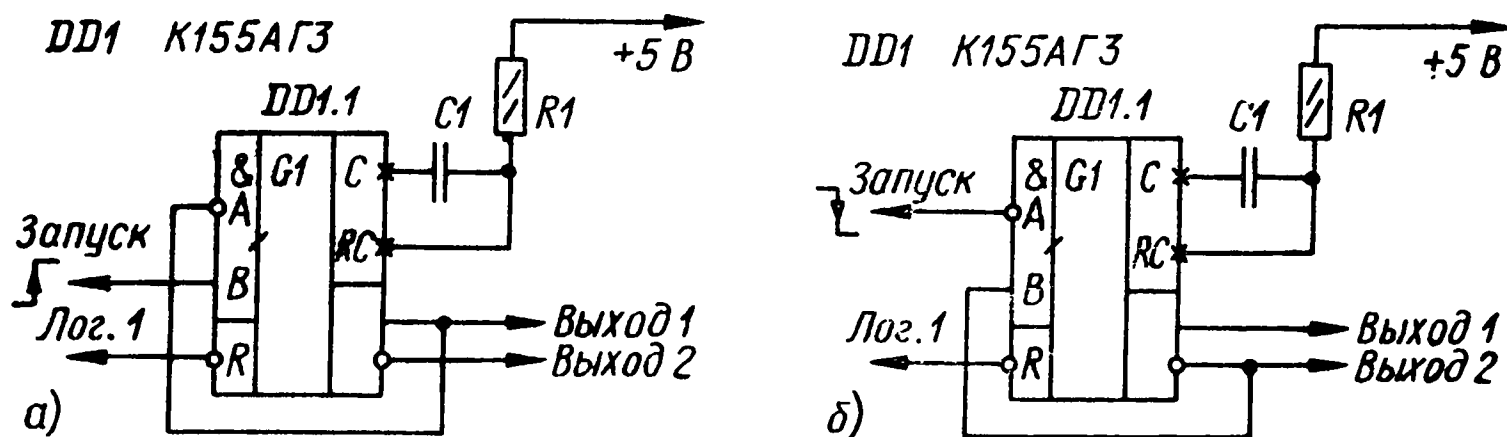 DD1 К155АГ3
+5 В
DD1.1
C1
R1
& G1 C
A
Запуск
RC
B
Лог. 1
Выход 1
R
Выход 2
а)
DD1 К155АГ3
+5 В
DD1.1
C1
R1
& G1 C
Запуск
A
RC
B
Лог. 1
Выход 1
R
Выход 2
б)